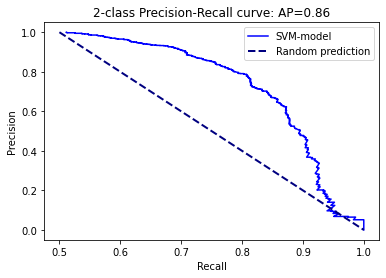 2-class Precision-Recall curve: AP=0.86
SVM-model
Random prediction
Precision
1.0
0.8
0.6
0.4
0.2
0.0
0.5 0.6 0.7 0.8 0.9 1.0
Recall